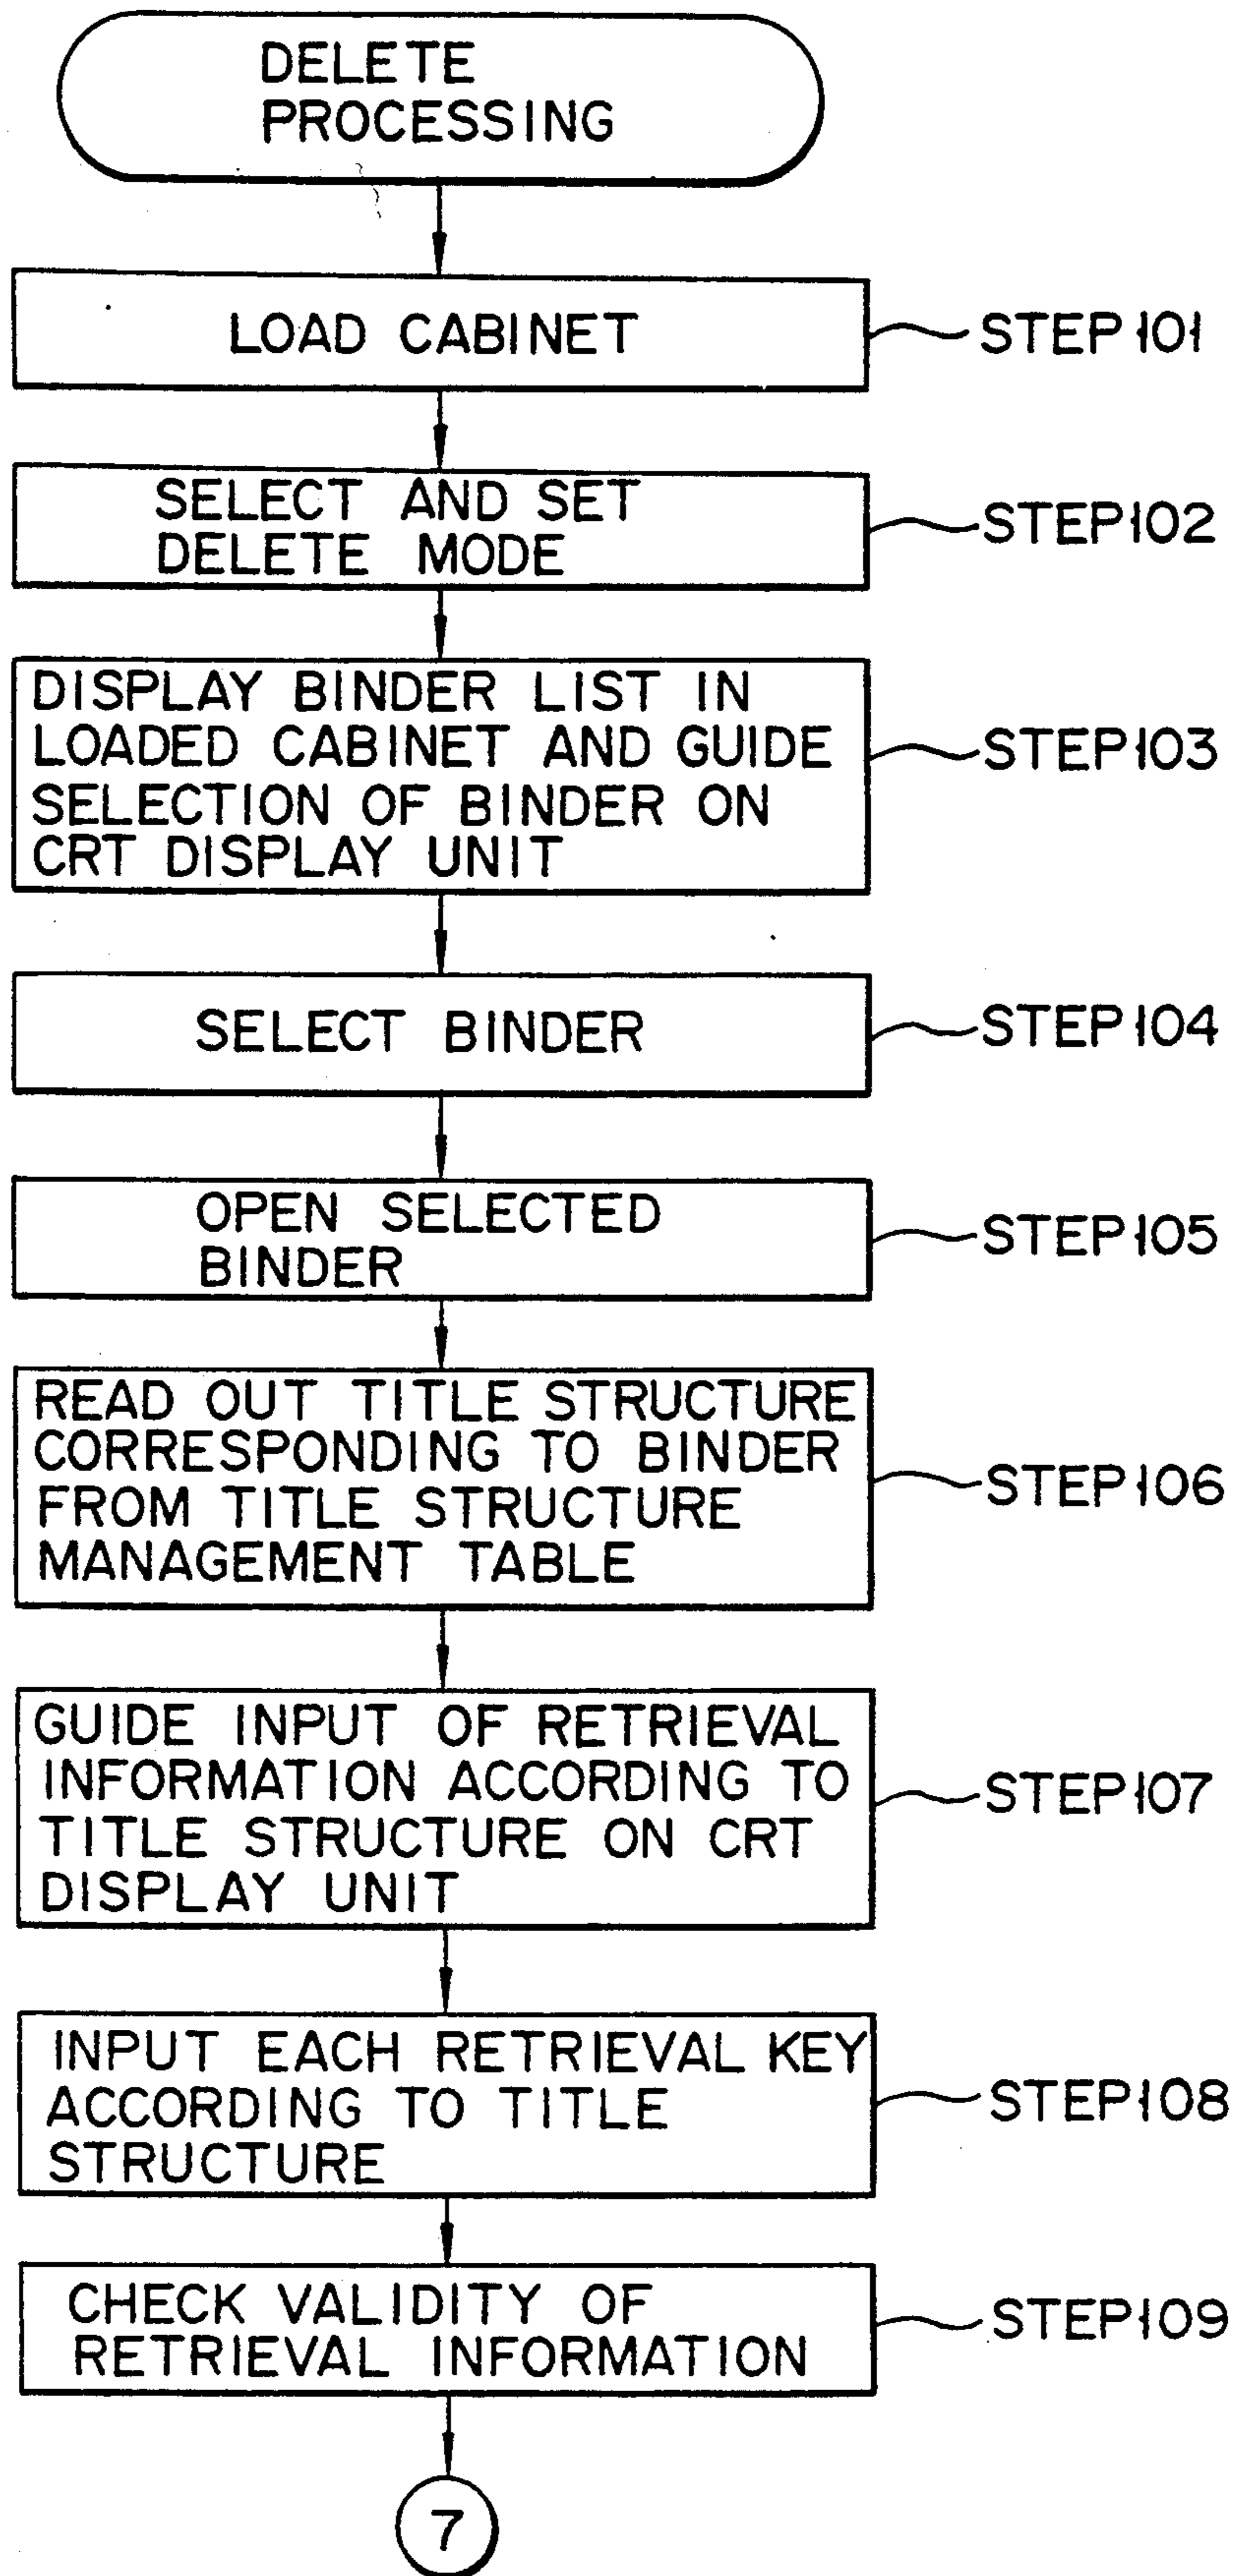 DELETE
PROCESSING
LOAD CABINET
STEP 101
SELECT AND SET
DELETE MODE
STEP 102
DISPLAY BINDER LIST IN
LOADED CABINET AND GUIDE
SELECTION OF BINDER ON
CRT DISPLAY UNIT
STEP 103
SELECT BINDER
STEP 104
OPEN SELECTED
BINDER
STEP 105
READ OUT TITLE STRUCTURE
CORRESPONDING TO BINDER
FROM TITLE STRUCTURE
MANAGEMENT TABLE
STEP 106
GUIDE INPUT OF RETRIEVAL
INFORMATION ACCORDING TO
TITLE STRUCTURE ON CRT
DISPLAY UNIT
STEP 107
INPUT EACH RETRIEVAL KEY
ACCORDING TO TITLE
STRUCTURE
STEP 108
CHECK VALIDITY OF
RETRIEVAL INFORMATION
STEP 109
7